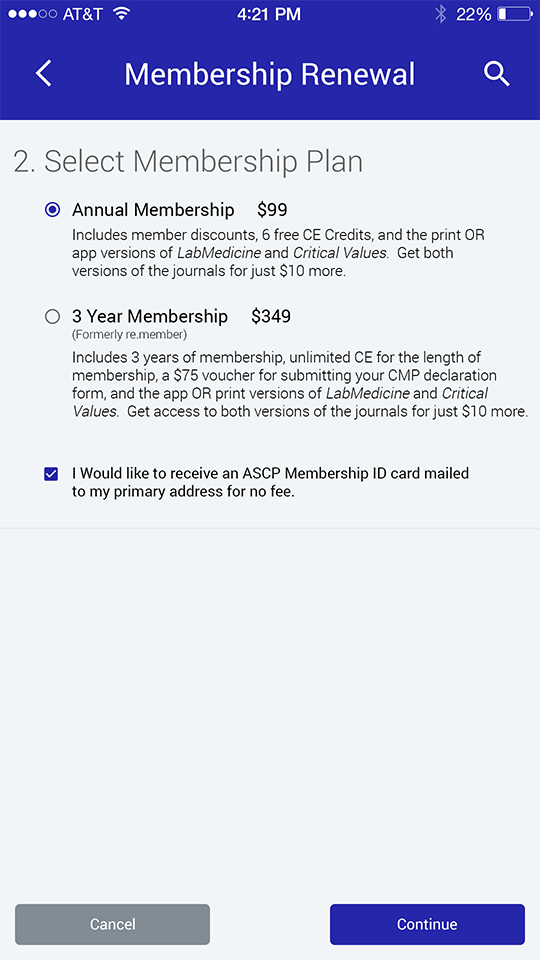 AT&T 4:21 PM 22%
Membership Renewal
2. Select Membership Plan
Annual Membership $99
Includes member discounts, 6 free CE Credits, and the print OR
app versions of LabMedicine and Critical Values. Get both
versions of the journals for just $10 more.
3 Year Membership $349
(Formerly re.member)
Includes 3 years of membership, unlimited CE for the length of
membership, a $75 voucher for submitting your CMP declaration
form, and the app OR print versions of LabMedicine and Critical
Values. Get access to both versions of the journals for just $10 more.
I Would like to receive an ASCP Membership ID card mailed
to my primary address for no fee.
Cancel Continue